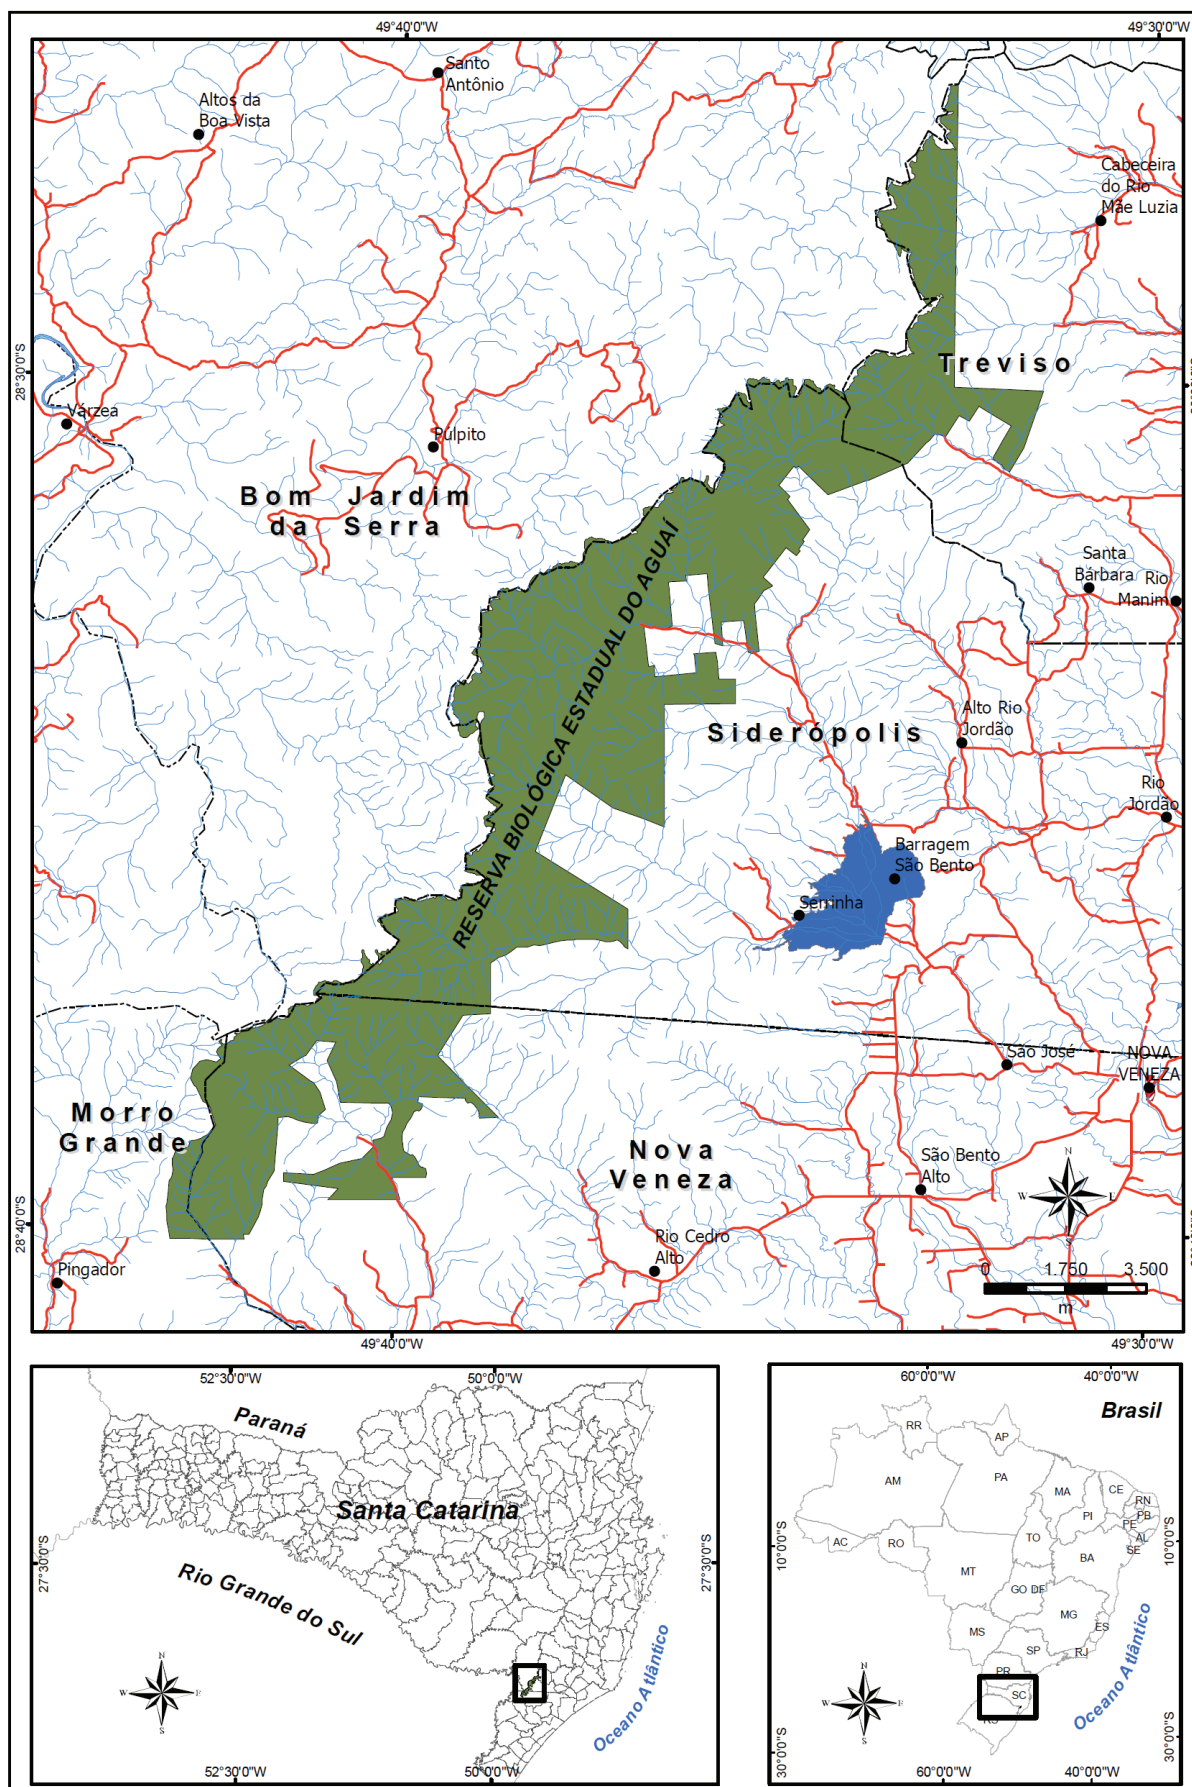 49°40'0"W
49°30'0"W
Santo
Antônio
Altos da
Boa Vista
Cabeceira
do Rio
Mãe Luzia
28°30'0"S
Treviso
Várzea
Púlpito
Bom Jardim
da Serra
RESERVA BIOLÓGICA ESTADUAL DO AGUAÍ
Santa
Bárbara
Rio
Manim
Siderópolis
Alto Rio
Jordão
Rio
Jordão
Barragem
São Bento
Serrinha
São José
NOVA
VENEZA
Morro
Grande
Nova
Veneza
São Bento
Alto
N
W
E
S
28°40'0"S
Rio Cedro
Alto
Pingador
0 1.750 3.500
m
49°40'0"W
49°30'0"W
52°30'0"W
50°0'0"W
Paraná
Santa Catarina
27°30'0"S
27°30'0"S
Rio Grande do Sul
Oceano Atlântico
N
W
E
S
52°30'0"W
50°0'0"W
60°0'0"W
40°0'0"W
Brasil
RR
AP
AM
PA
MA
CE
RN
PB
PI
PE
AL
SE
AC
RO
TO
BA
10°0'0"S
10°0'0"S
MT
GO DF
MG
ES
MS
SP
RJ
PR
SC
RS
Oceano Atlântico
N
W
E
S
30°0'0"S
30°0'0"S
60°0'0"W
40°0'0"W